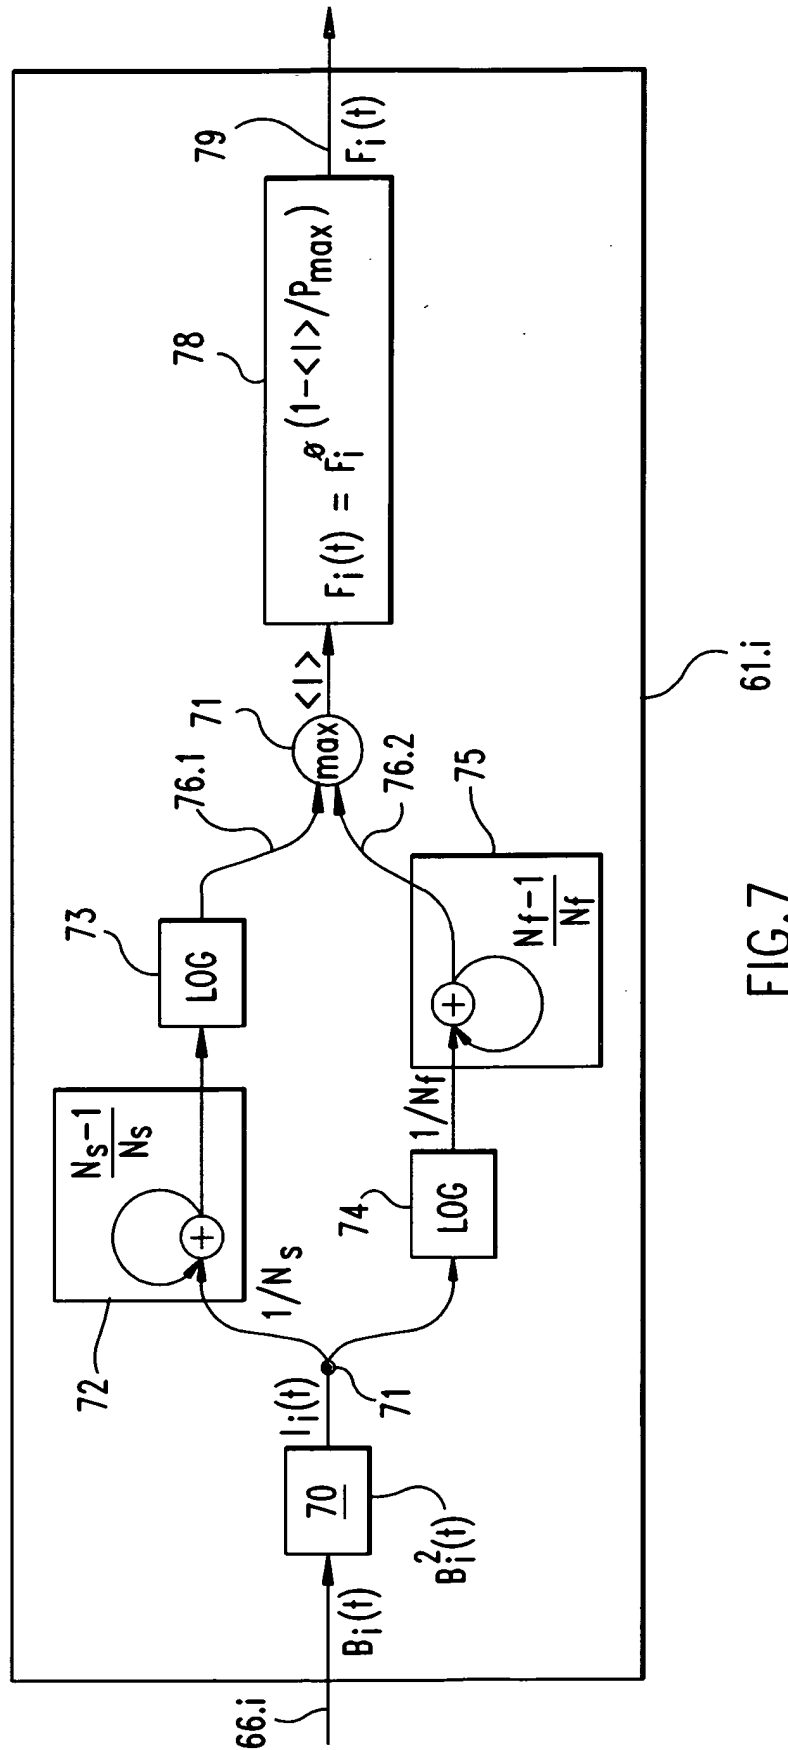 66.i
B_i(t)
70
B_i^2(t)
I_i(t)
71
1/N_s
72
N_s-1
N_s
73
LOG
74
LOG
1/N_f
75
N_f-1
N_f
76.1
76.2
71
max
<I>
78
F_i(t) = F_i^ø (1-<I>/P_max)
79
F_i(t)
61.i
FIG.7